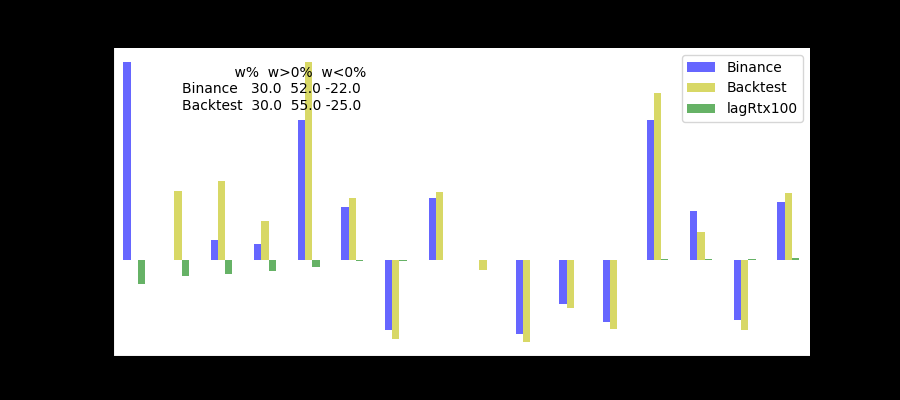 w% w>0% w<0%
Binance 30.0 52.0 -22.0
Backtest 30.0 55.0 -25.0
Binance
Backtest
lagRtx100